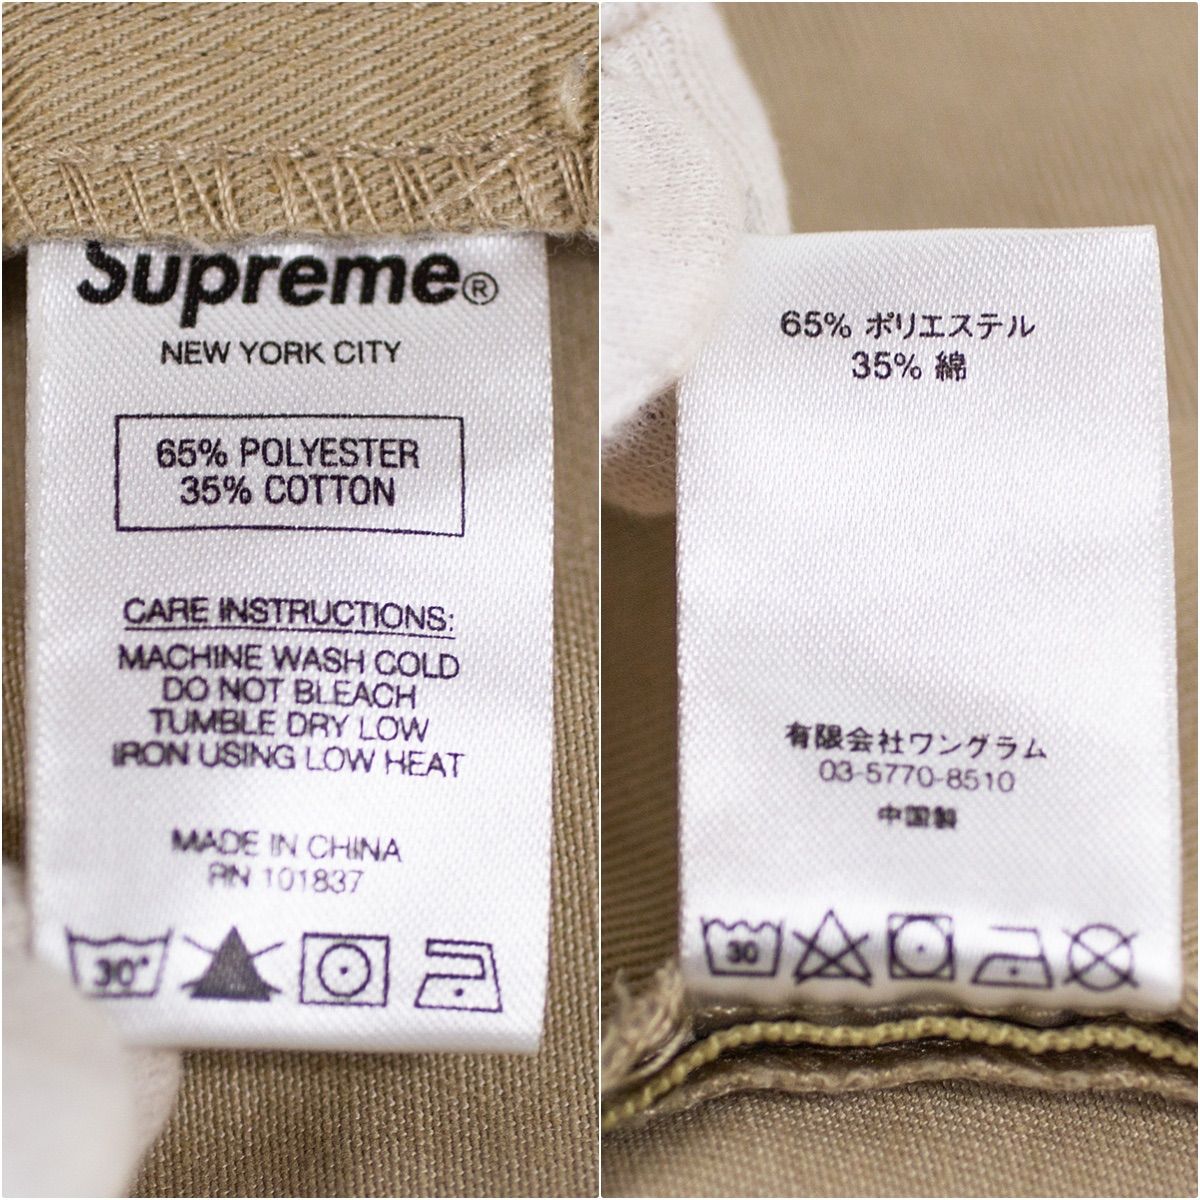 Supreme®
NEW YORK CITY
65% POLYESTER
35% COTTON
CARE INSTRUCTIONS:
MACHINE WASH COLD
DO NOT BLEACH
TUMBLE DRY LOW
IRON USING LOW HEAT
MADE IN CHINA
RN 101837
30°
65% ポリエステル
35% 綿
有限会社ワングラム
03-5770-8510
中国製
30